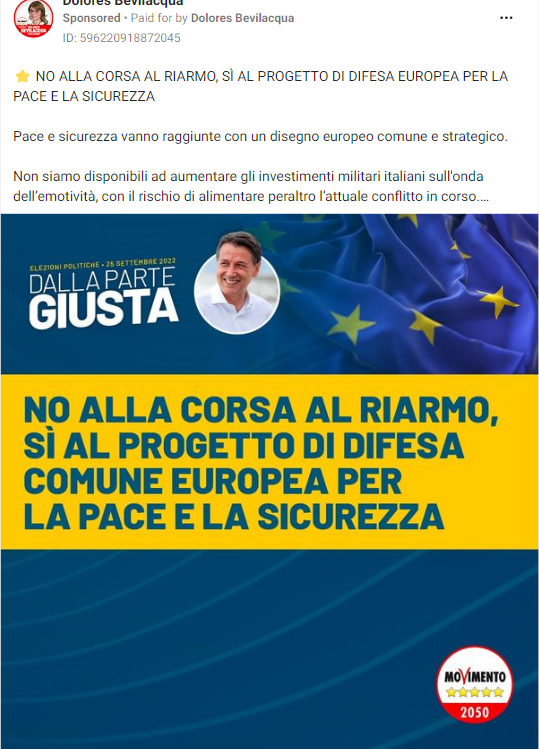 Dolores Bevilacqua
Sponsored • Paid for by Dolores Bevilacqua
ID: 596220918872045
⭐ NO ALLA CORSA AL RIARMO, SÌ AL PROGETTO DI DIFESA EUROPEA PER LA
PACE E LA SICUREZZA
Pace e sicurezza vanno raggiunte con un disegno europeo comune e strategico.
Non siamo disponibili ad aumentare gli investimenti militari italiani sull'onda
dell’emotività, con il rischio di alimentare peraltro l’attuale conflitto in corso....
ELEZIONI POLITICHE • 25 SETTEMBRE 2022
DALLA PARTE
GIUSTA
NO ALLA CORSA AL RIARMO,
SÌ AL PROGETTO DI DIFESA
COMUNE EUROPEA PER
LA PACE E LA SICUREZZA
MOVIMENTO
2050